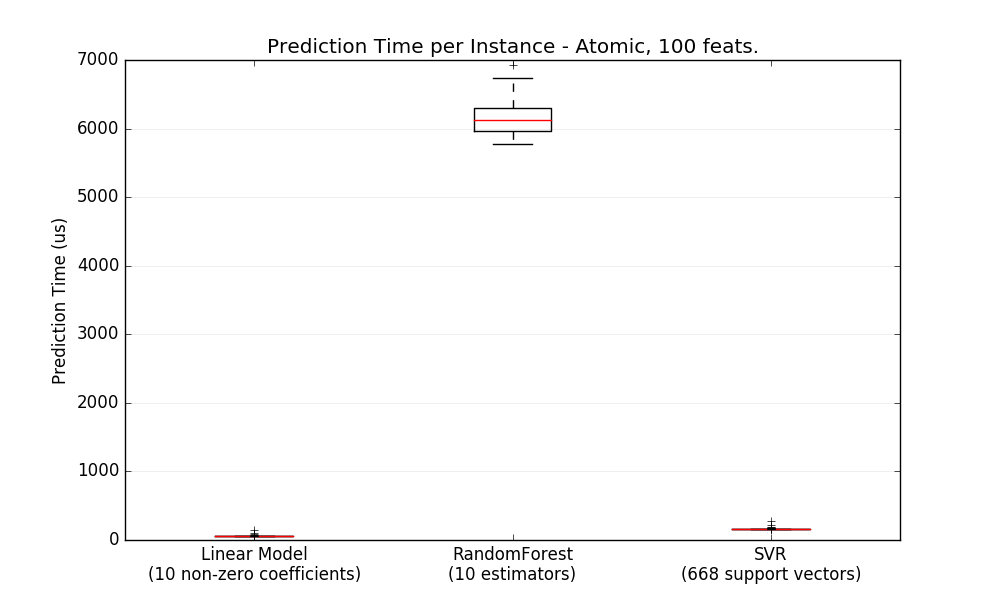 Prediction Time per Instance - Atomic, 100 feats.
7000
6000
5000
4000
3000
2000
1000
0
Prediction Time (us)
Linear Model
(10 non-zero coefficients)
RandomForest
(10 estimators)
SVR
(668 support vectors)